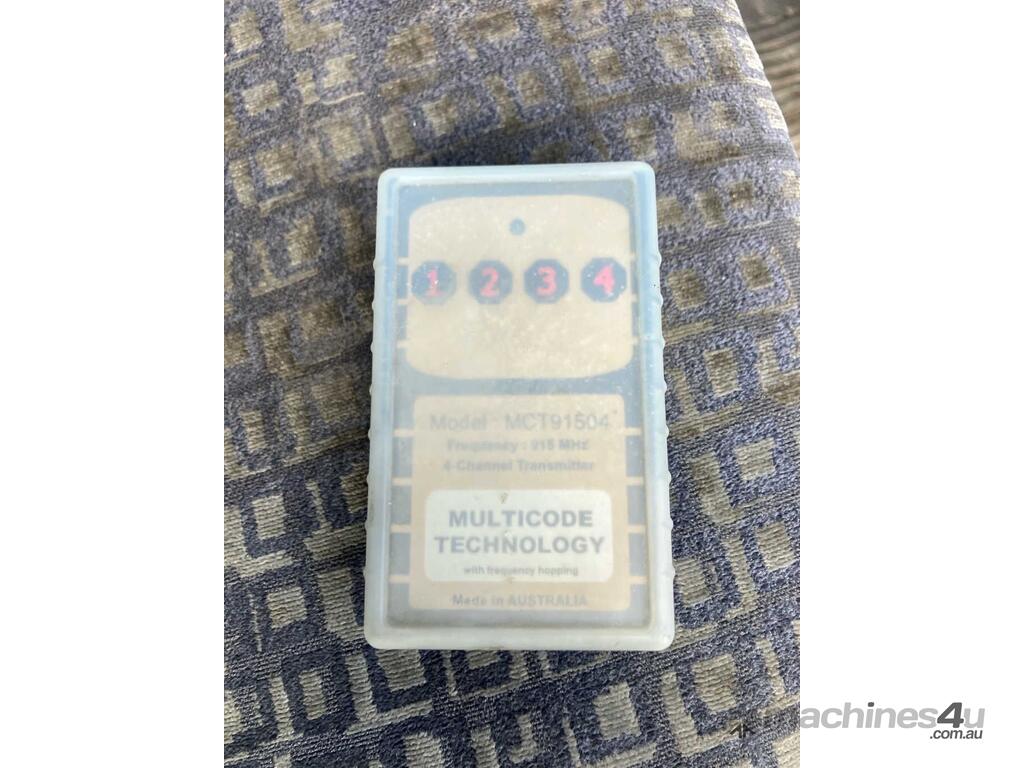 1 2 3 4
Model : MCT91504
Frequency : 915 MHz
4-Channel Transmitter
MULTICODE
TECHNOLOGY
with frequency hopping
Made in AUSTRALIA
machines4u
.com.au